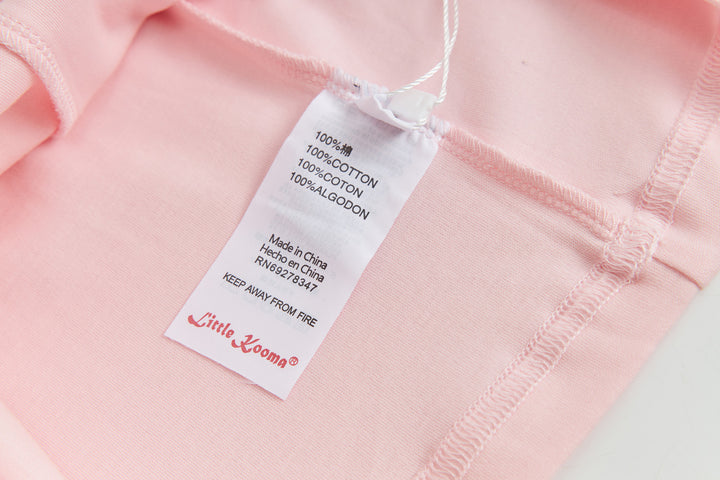 100%棉
100%COTTON
100%COTON
100%ALGODON
Made in China
Hecho en China
RN69278347
KEEP AWAY FROM FIRE
Little Kooma®